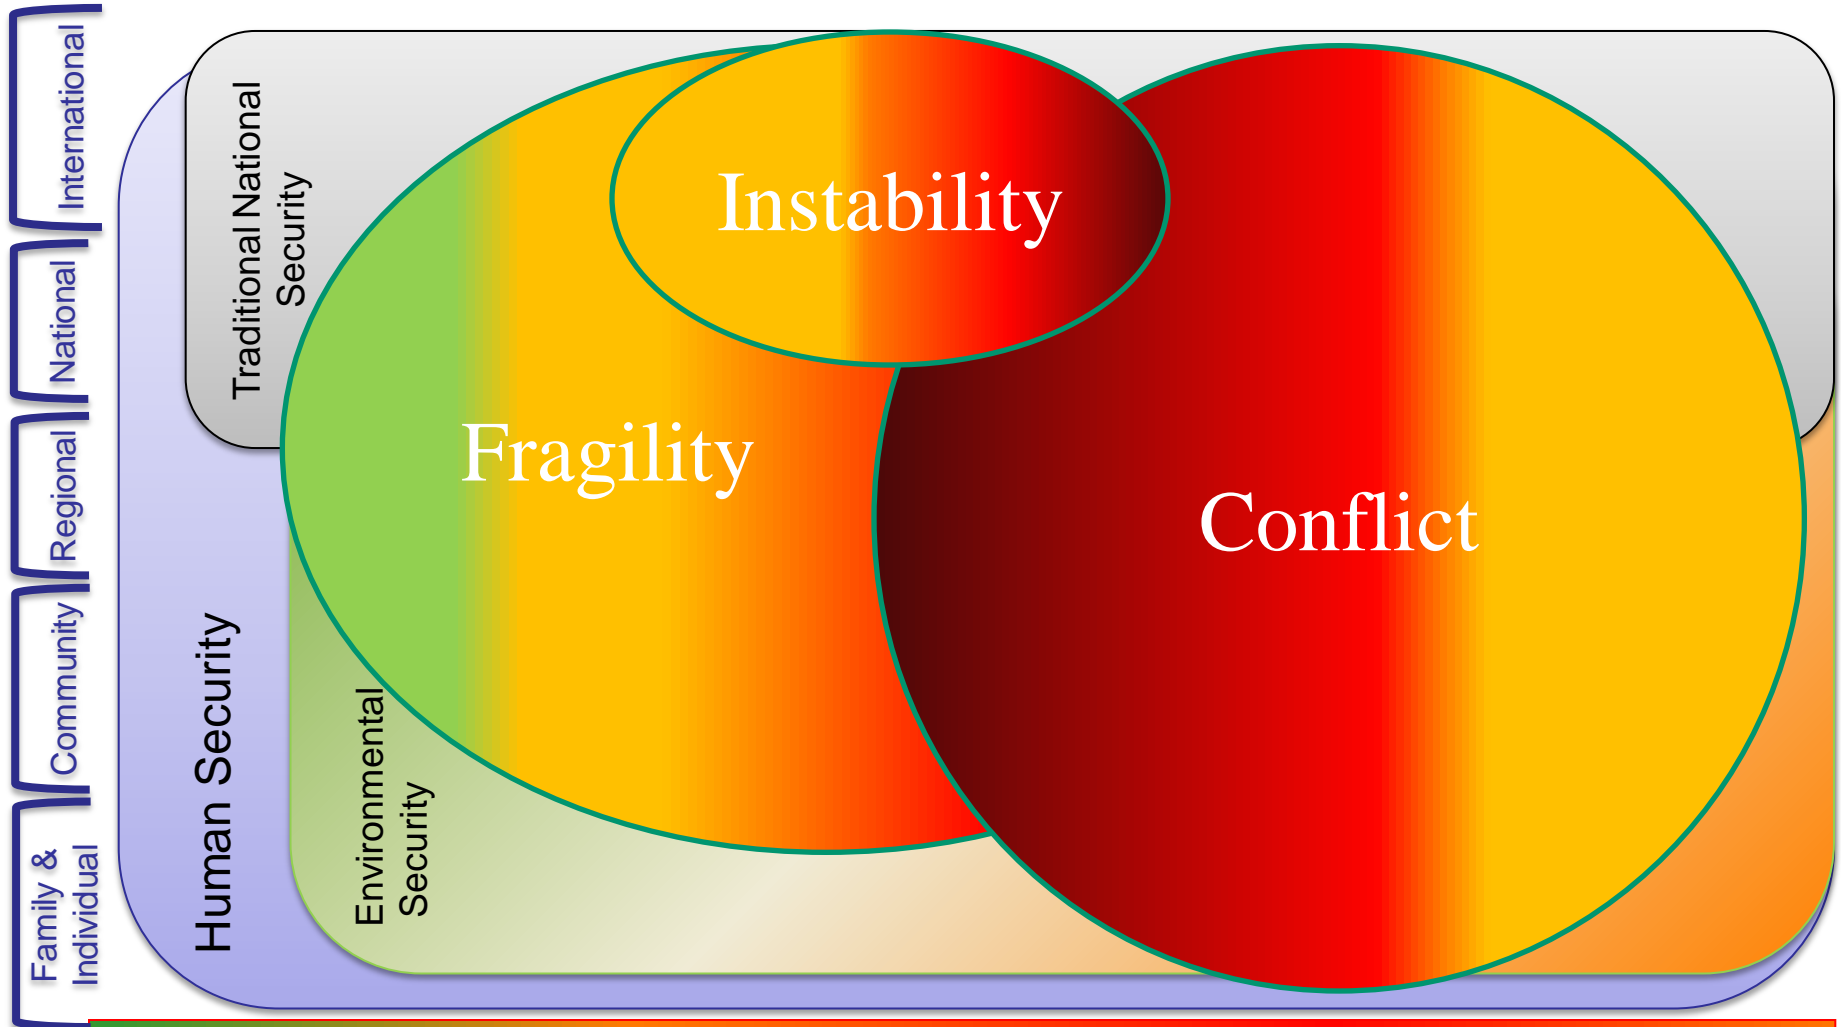 International
National
Regional
Community
Family &
Individual
Traditional National
Security
Human Security
Environmental
Security
Instability
Fragility
Conflict